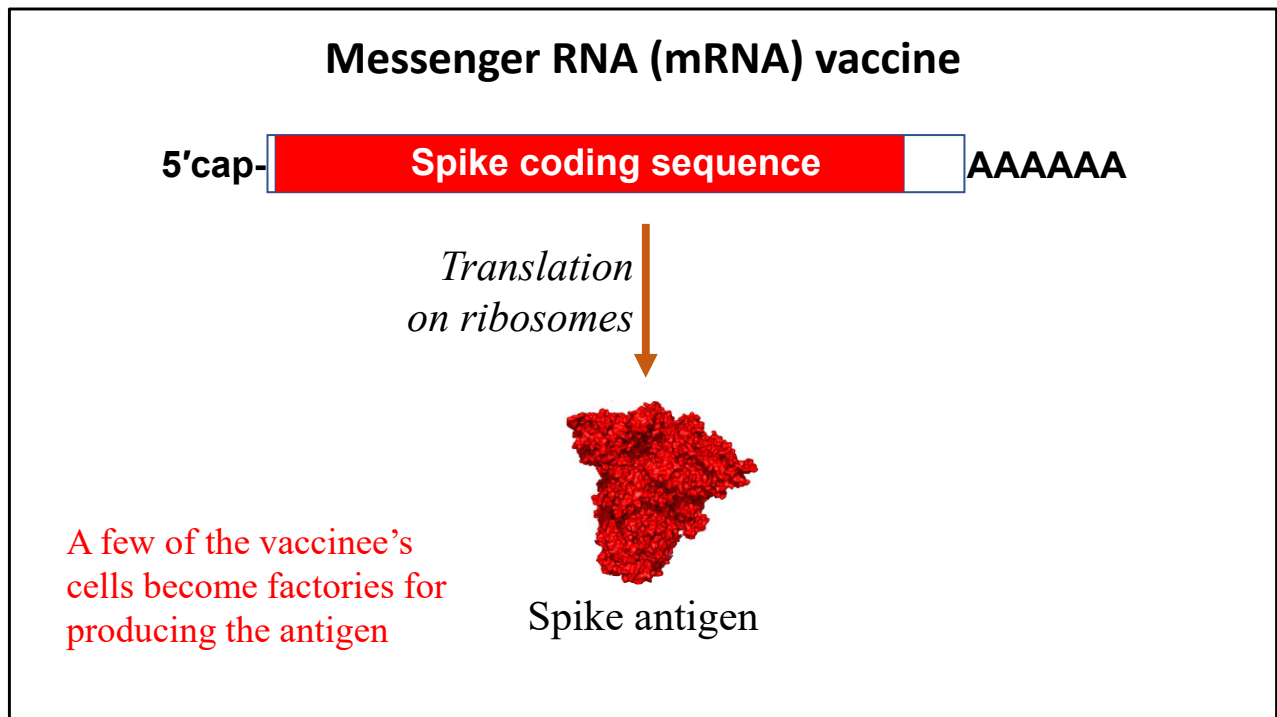 Messenger RNA (mRNA) vaccine
5′cap- Spike coding sequence AAAAAA
Translation
on ribosomes
A few of the vaccinee’s
cells become factories for
producing the antigen
Spike antigen